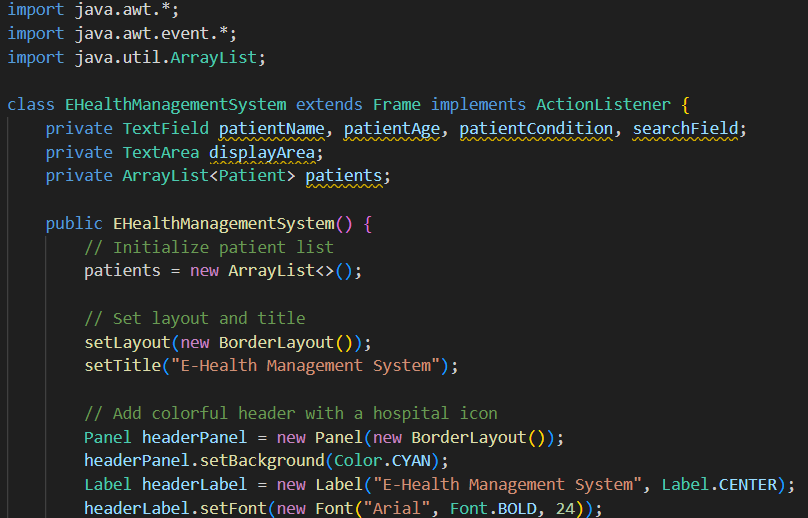 import java.awt.*;
import java.awt.event.*;
import java.util.ArrayList;

class EHealthManagementSystem extends Frame implements ActionListener {
    private TextField patientName, patientAge, patientCondition, searchField;
    private TextArea displayArea;
    private ArrayList<Patient> patients;

    public EHealthManagementSystem() {
        // Initialize patient list
        patients = new ArrayList<>();

        // Set layout and title
        setLayout(new BorderLayout());
        setTitle("E-Health Management System");

        // Add colorful header with a hospital icon
        Panel headerPanel = new Panel(new BorderLayout());
        headerPanel.setBackground(Color.CYAN);
        Label headerLabel = new Label("E-Health Management System", Label.CENTER);
        headerLabel.setFont(new Font("Arial", Font.BOLD, 24));